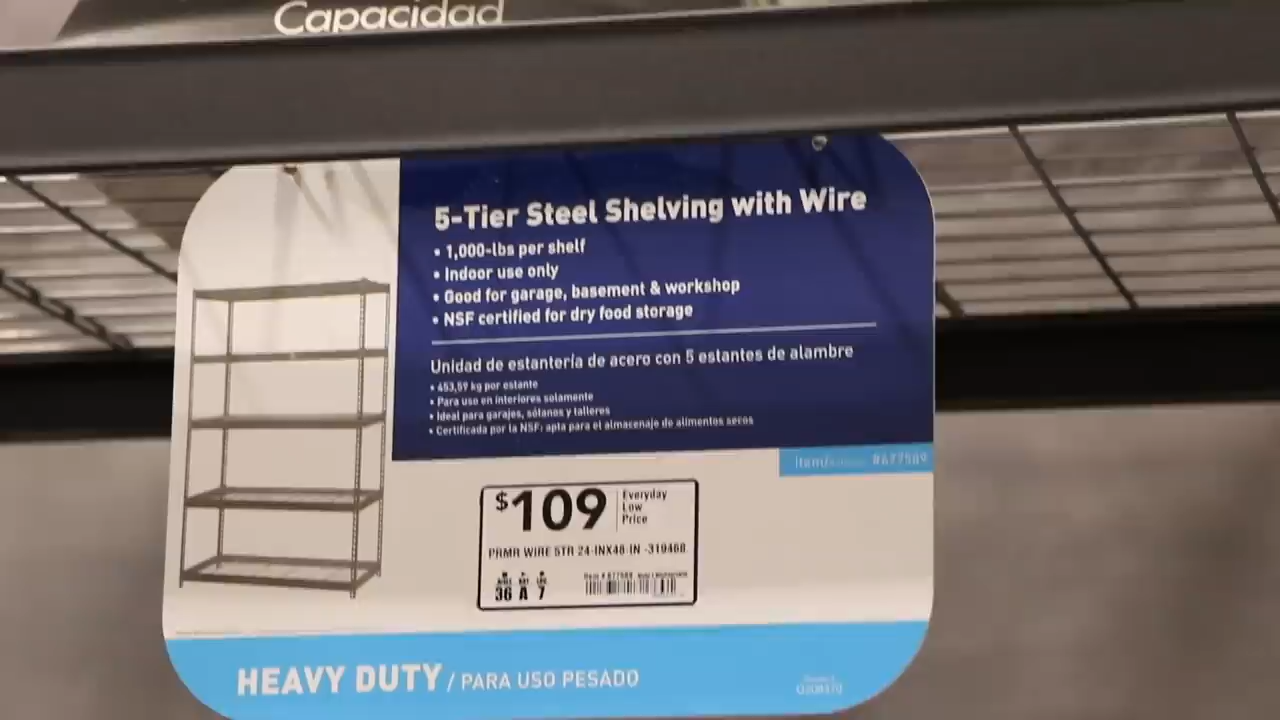 Capacidad
5-Tier Steel Shelving with Wire
• 1,000-lbs per shelf
• Indoor use only
• Good for garage, basement & workshop
• NSF certified for dry food storage
Unidad de estantería de acero con 5 estantes de alambre
• 453,59 kg por estante
• Para uso en interiores solamente
• Ideal para garajes, sótanos y talleres
• Certificada por la NSF; apta para el almacenaje de alimentos secos
Item #677589
$109
Everyday
Low
Price
PRMR WIRE 5TR 24-INX48-IN -319468
36 A 7
HEAVY DUTY / PARA USO PESADO